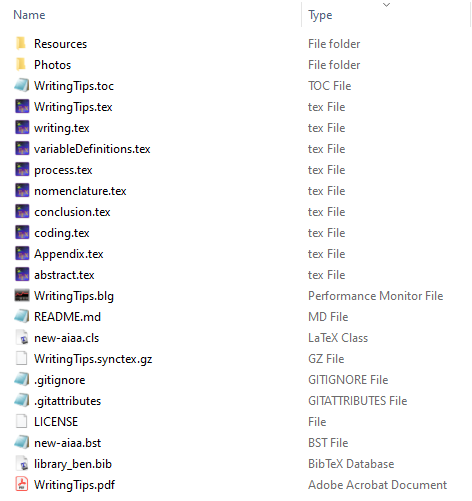 Name Type
Resources File folder
Photos File folder
WritingTips.toc TOC File
WritingTips.tex tex File
writing.tex tex File
variableDefinitions.tex tex File
process.tex tex File
nomenclature.tex tex File
conclusion.tex tex File
coding.tex tex File
Appendix.tex tex File
abstract.tex tex File
WritingTips.blg Performance Monitor File
README.md MD File
new-aiaa.cls LaTeX Class
WritingTips.synctex.gz GZ File
.gitignore GITIGNORE File
.gitattributes GITATTRIBUTES File
LICENSE File
new-aiaa.bst BST File
library_ben.bib BibTeX Database
WritingTips.pdf Adobe Acrobat Document